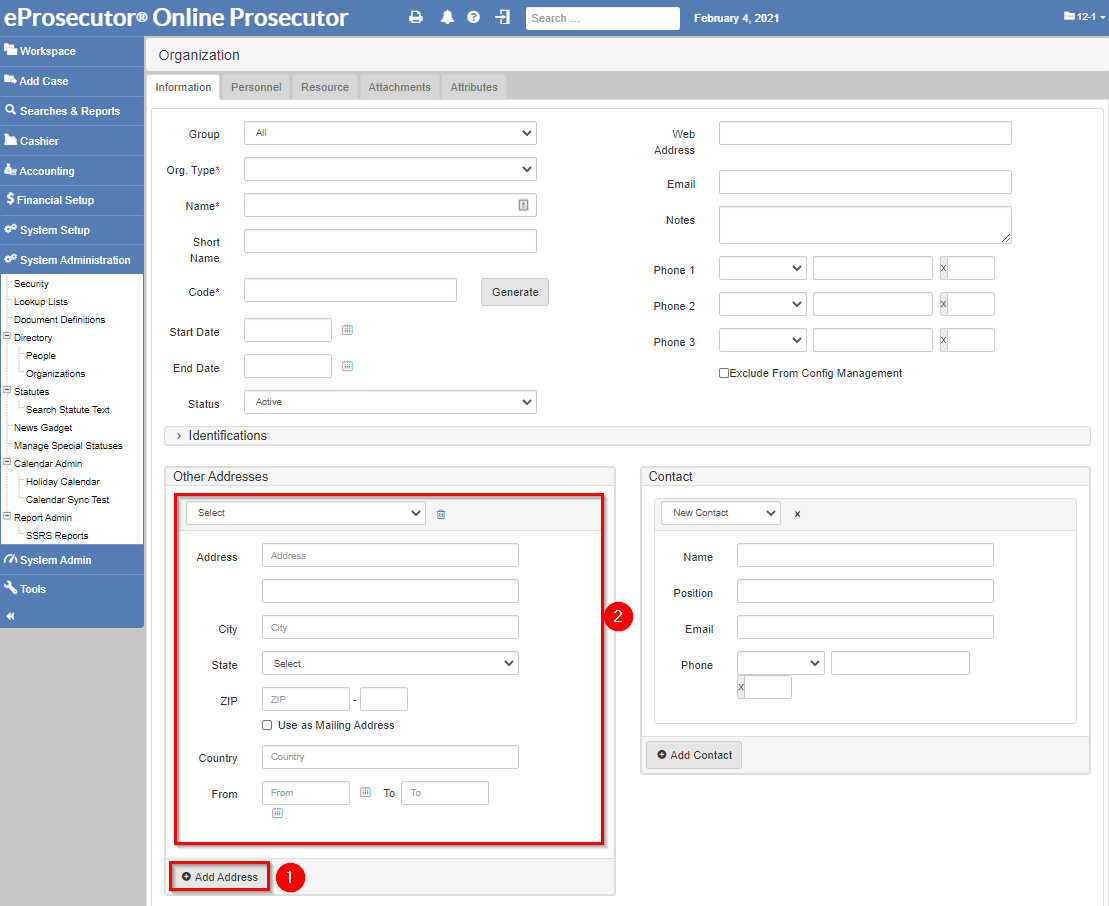 eProsecutor® Online Prosecutor
Search ...
February 4, 2021
12-1
Workspace
Add Case
Searches & Reports
Cashier
Accounting
Financial Setup
System Setup
System Administration
Security
Lookup Lists
Document Definitions
Directory
People
Organizations
Statutes
Search Statute Text
News Gadget
Manage Special Statuses
Calendar Admin
Holiday Calendar
Calendar Sync Test
Report Admin
SSRS Reports
System Admin
Tools
Organization
Information Personnel Resource Attachments Attributes
Group All
Org. Type*
Name*
Short
Name
Code* Generate
Start Date
End Date
Status Active
Web
Address
Email
Notes
Phone 1 x
Phone 2 x
Phone 3 x
Exclude From Config Management
Identifications
Other Addresses
Select
Address Address
City City
State Select
ZIP ZIP -
Use as Mailing Address
Country Country
From From To To
2
Add Address 1
Contact
New Contact x
Name
Position
Email
Phone
x
Add Contact